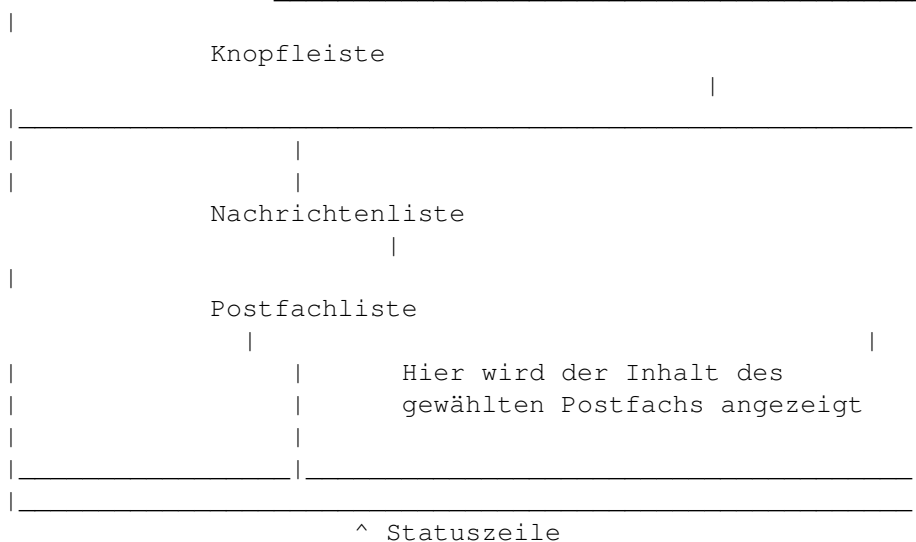 Knopfleiste
Nachrichtenliste
Postfachliste
Hier wird der Inhalt des
gewählten Postfachs angezeigt
^ Statuszeile